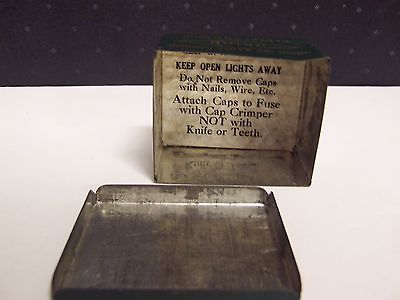 KEEP OPEN LIGHTS AWAY
Do Not Remove Caps
with Nails, Wire, Etc.
Attach Caps to Fuse
with Cap Crimper
NOT with
Knife or Teeth.